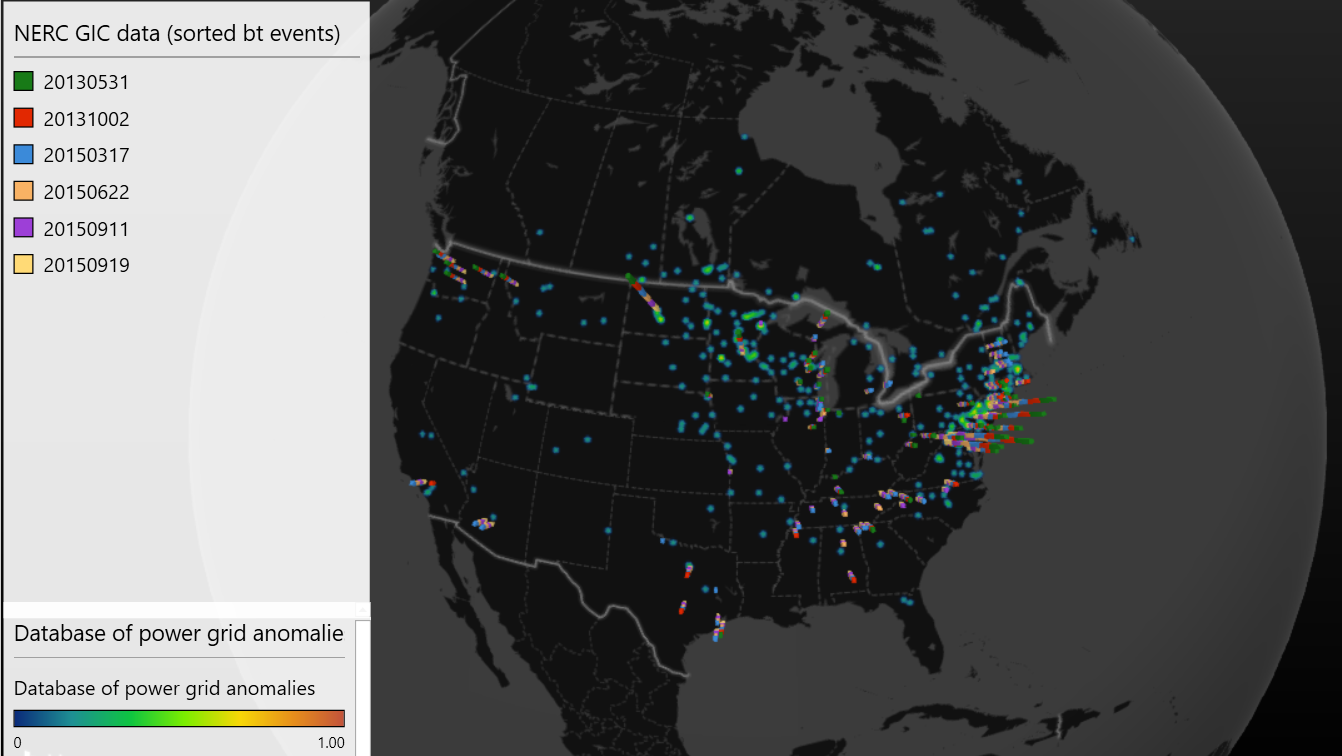 NERC GIC data (sorted bt events)
20130531
20131002
20150317
20150622
20150911
20150919
Database of power grid anomalie
Database of power grid anomalies
0 1.00